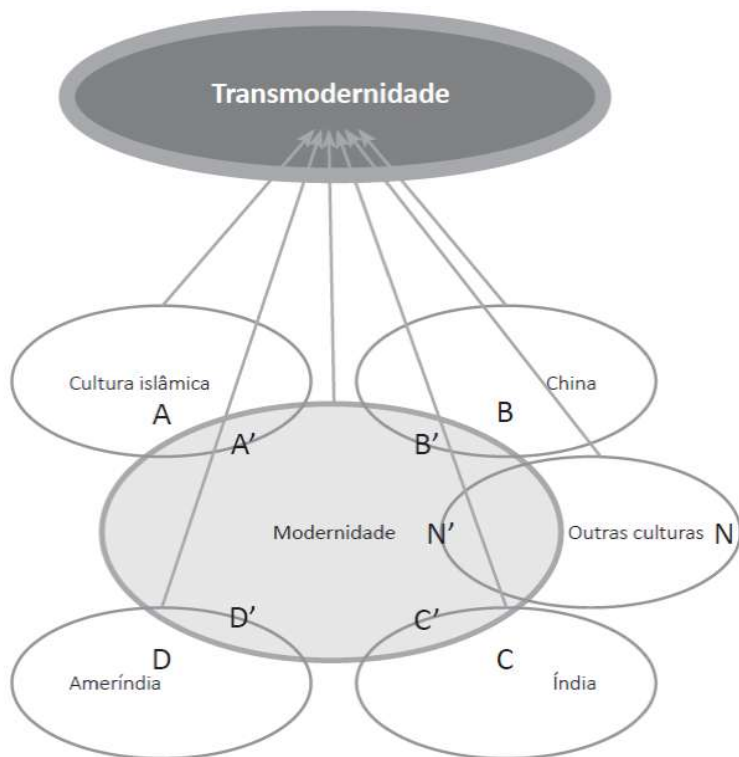 Transmodernidade
Cultura islâmica
China
A
B
A’
B’
Modernidade
N’
Outras culturas N
D’
C’
D
C
Ameríndia
Índia